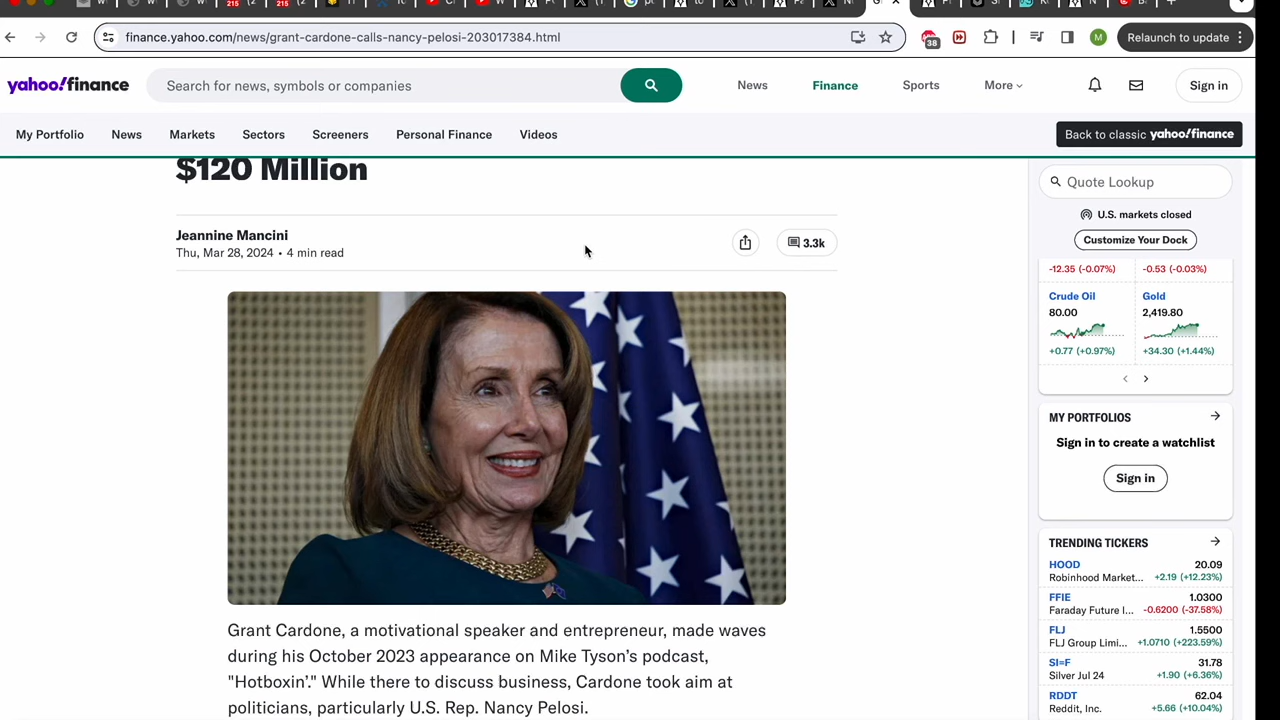 215
215
finance.yahoo.com/news/grant-cardone-calls-nancy-pelosi-203017384.html
38
M
Relaunch to update
yahoo!finance
Search for news, symbols or companies
News
Finance
Sports
More
Sign in
My Portfolio
News
Markets
Sectors
Screeners
Personal Finance
Videos
Back to classic yahoo!finance
$120 Million
Jeannine Mancini
Thu, Mar 28, 2024 • 4 min read
3.3k
Grant Cardone, a motivational speaker and entrepreneur, made waves
during his October 2023 appearance on Mike Tyson's podcast,
"Hotboxin'." While there to discuss business, Cardone took aim at
politicians, particularly U.S. Rep. Nancy Pelosi.
Quote Lookup
U.S. markets closed
Customize Your Dock
-12.35 (-0.07%)
-0.53 (-0.03%)
Crude Oil
80.00
+0.77 (+0.97%)
Gold
2,419.80
+34.30 (+1.44%)
MY PORTFOLIOS
Sign in to create a watchlist
Sign in
TRENDING TICKERS
HOOD 20.09
Robinhood Market... +2.19 (+12.23%)
FFIE 1.0300
Faraday Future I... -0.6200 (-37.58%)
FLJ 1.5500
FLJ Group Limi... +1.0710 (+223.59%)
SI=F 31.78
Silver Jul 24 +1.90 (+6.36%)
RDDT 62.04
Reddit, Inc. +5.66 (+10.04%)